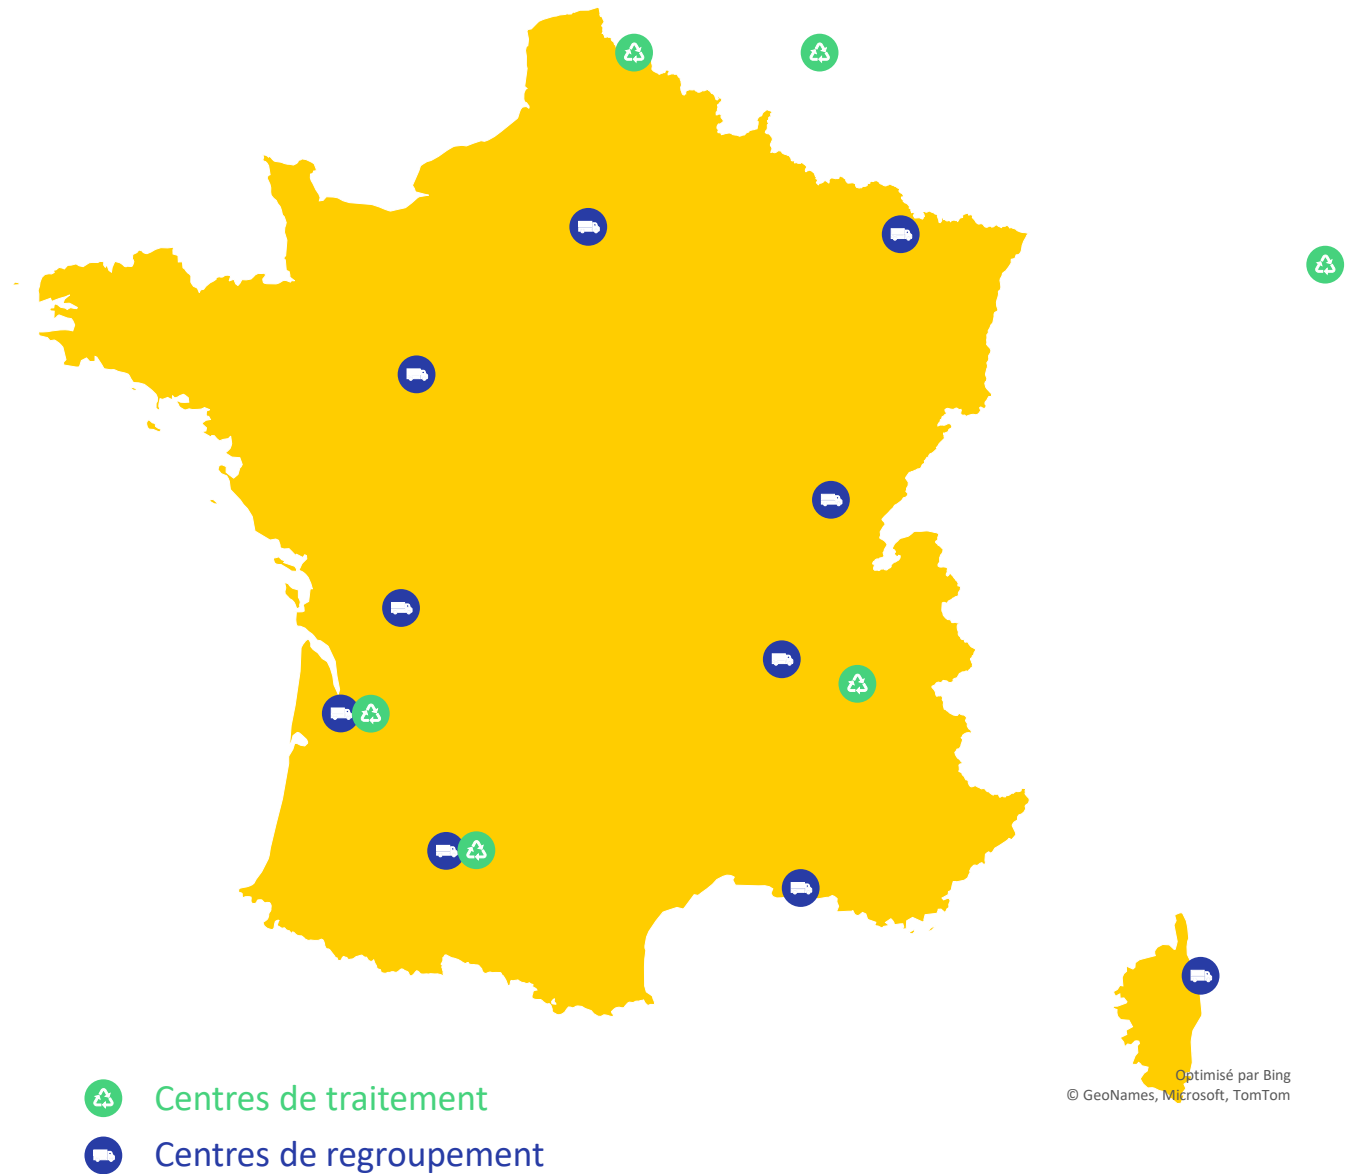 Optimisé par Bing
© GeoNames, Microsoft, TomTom
Centres de traitement
Centres de regroupement